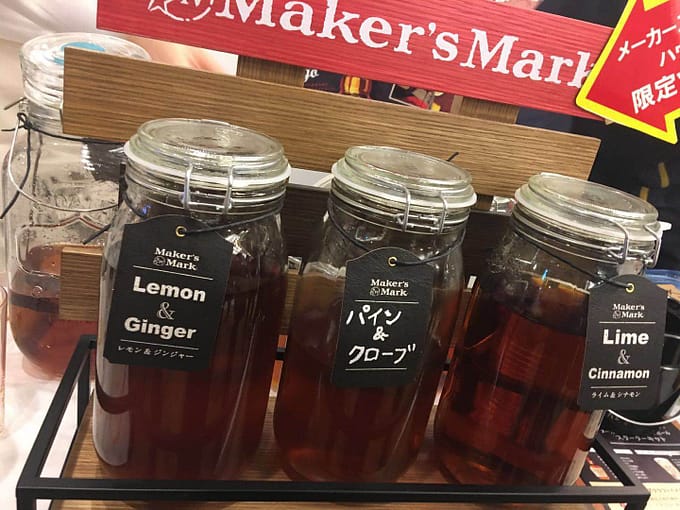 Maker's Mark
メーカーズ
限定
Maker's
Mark
Lemon
&
Ginger
レモン&ジンジャー
Maker's
Mark
パイン
&
クローブ
Maker's
Mark
Lime
&
Cinnamon
ライム&シナモン